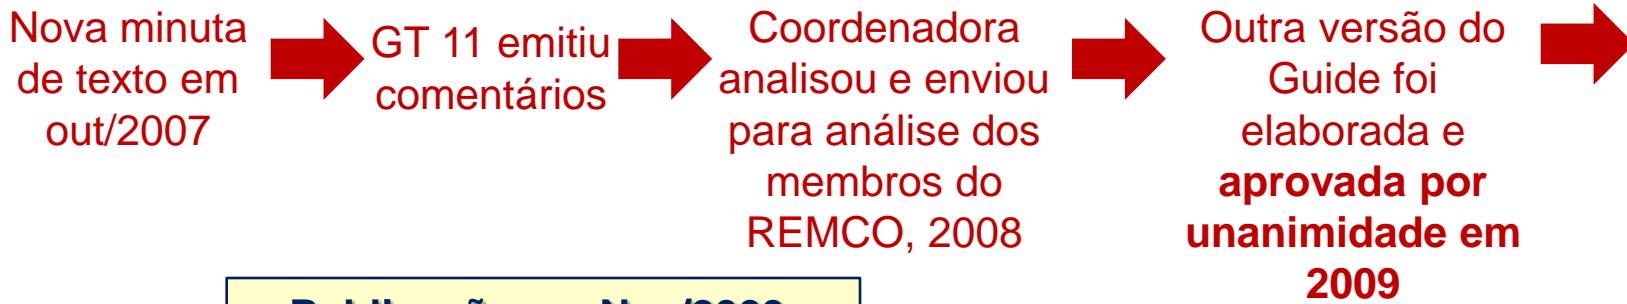 Nova minuta
de texto em
out/2007
GT 11 emitiu
comentários
Coordenadora
analisou e enviou
para análise dos
membros do
REMCO, 2008
Outra versão do
Guide foi
elaborada e
aprovada por
unanimidade em
2009